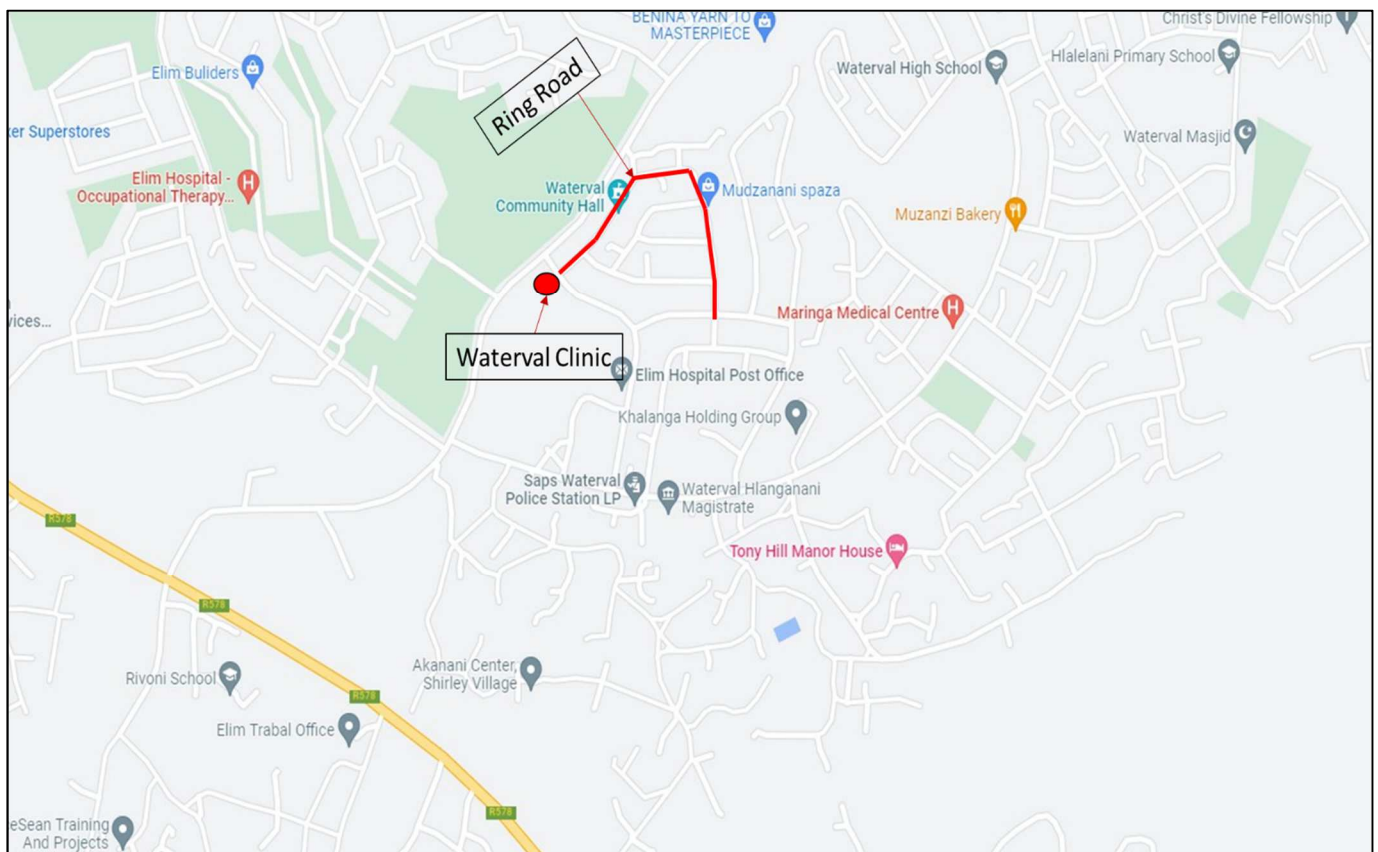 BENINA YARN TO
MASTERPIECE
Christ's Divine Fellowship
Elim Buliders
Waterval High School
Hlalelani Primary School
Ring Road
er Superstores
Waterval Masjid
Elim Hospital -
Occupational Therapy...
Waterval
Community Hall
Mudzanani spaza
Muzanzi Bakery
vices...
Maringa Medical Centre
Waterval Clinic
Elim Hospital Post Office
Khalanga Holding Group
Saps Waterval
Police Station LP
Waterval Hlanganani
Magistrate
R578
Tony Hill Manor House
R578
Akanani Center,
Shirley Village
Rivoni School
R578
Elim Trabal Office
R578
eSean Training
And Projects